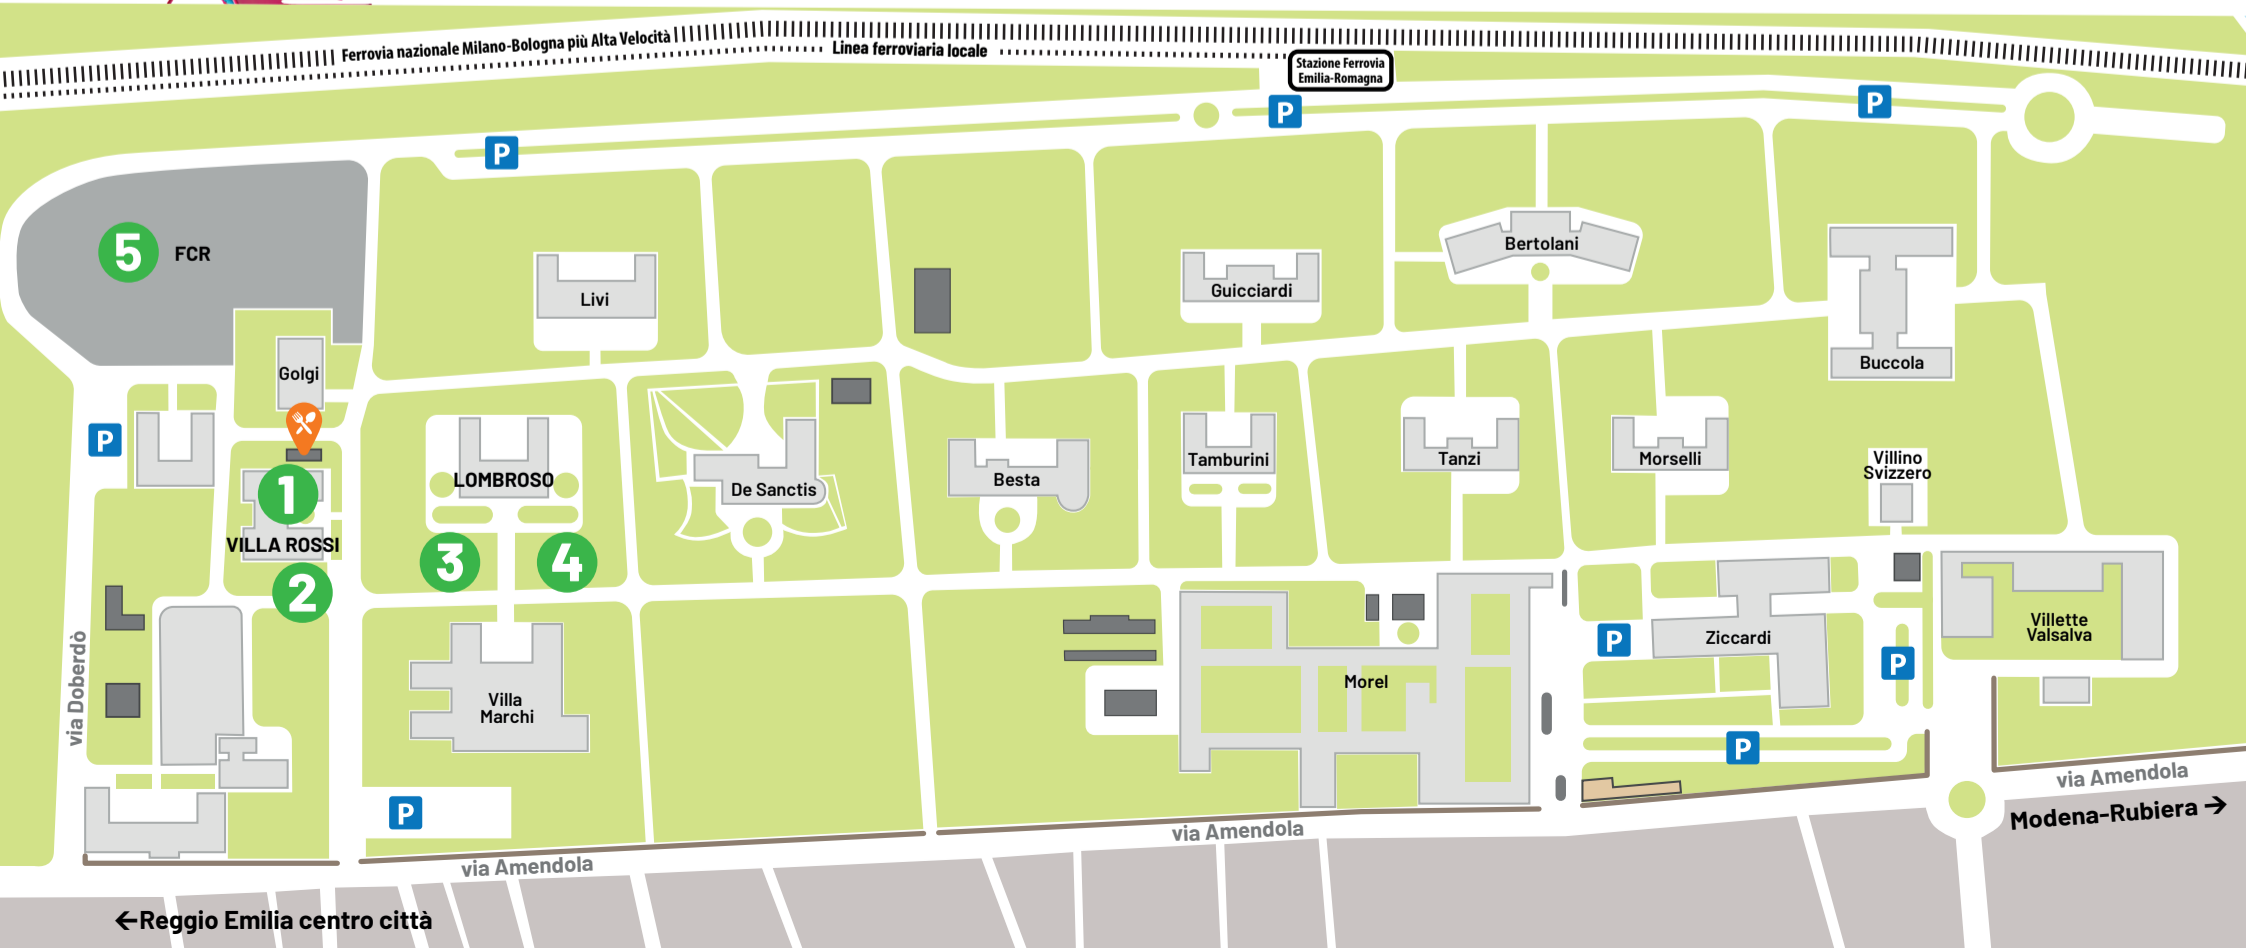 Ferrovia nazionale Milano-Bologna più Alta Velocità
Linea ferroviaria locale
Stazione Ferrovia
Emilia-Romagna
P
P
P
5
FCR
Livi
Guicciardi
Bertolani
Buccola
Golgi
P
1
VILLA ROSSI
2
LOMBROSO
3
4
De Sanctis
Besta
Tamburini
Tanzi
Morselli
Villino
Svizzero
via Doberdò
Villa
Marchi
Morel
P
Ziccardi
P
Villette
Valsalva
P
P
via Amendola
via Amendola
via Amendola
Modena-Rubiera →
←Reggio Emilia centro città